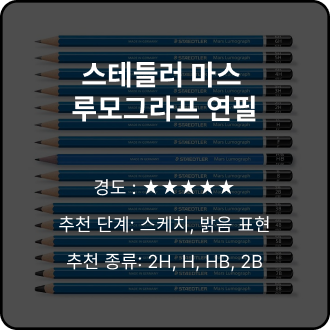 스테들러 마스
루모그라프 연필
경도 : ★★★★★
추천 단계: 스케치, 밝음 표현
추천 종류: 2H, H, HB, 2B